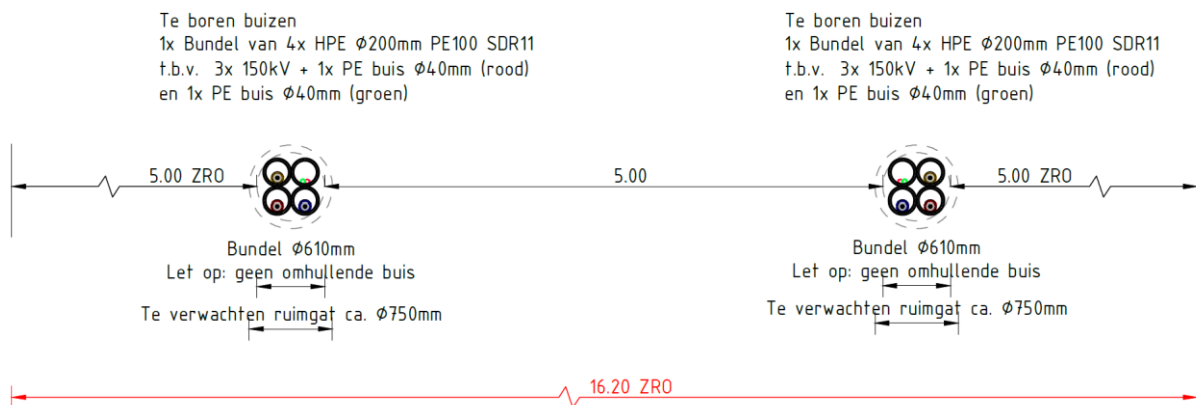 Te boren buizen
1x Bundel van 4x HPE Ø200mm PE100 SDR11
t.b.v. 3x 150kV + 1x PE buis Ø40mm (rood)
en 1x PE buis Ø40mm (groen)
Te boren buizen
1x Bundel van 4x HPE Ø200mm PE100 SDR11
t.b.v. 3x 150kV + 1x PE buis Ø40mm (rood)
en 1x PE buis Ø40mm (groen)
5.00 ZRO
5.00
5.00 ZRO
Bundel Ø610mm
Let op: geen omhullende buis
Te verwachten ruimgat ca. Ø750mm
Bundel Ø610mm
Let op: geen omhullende buis
Te verwachten ruimgat ca. Ø750mm
16.20 ZRO